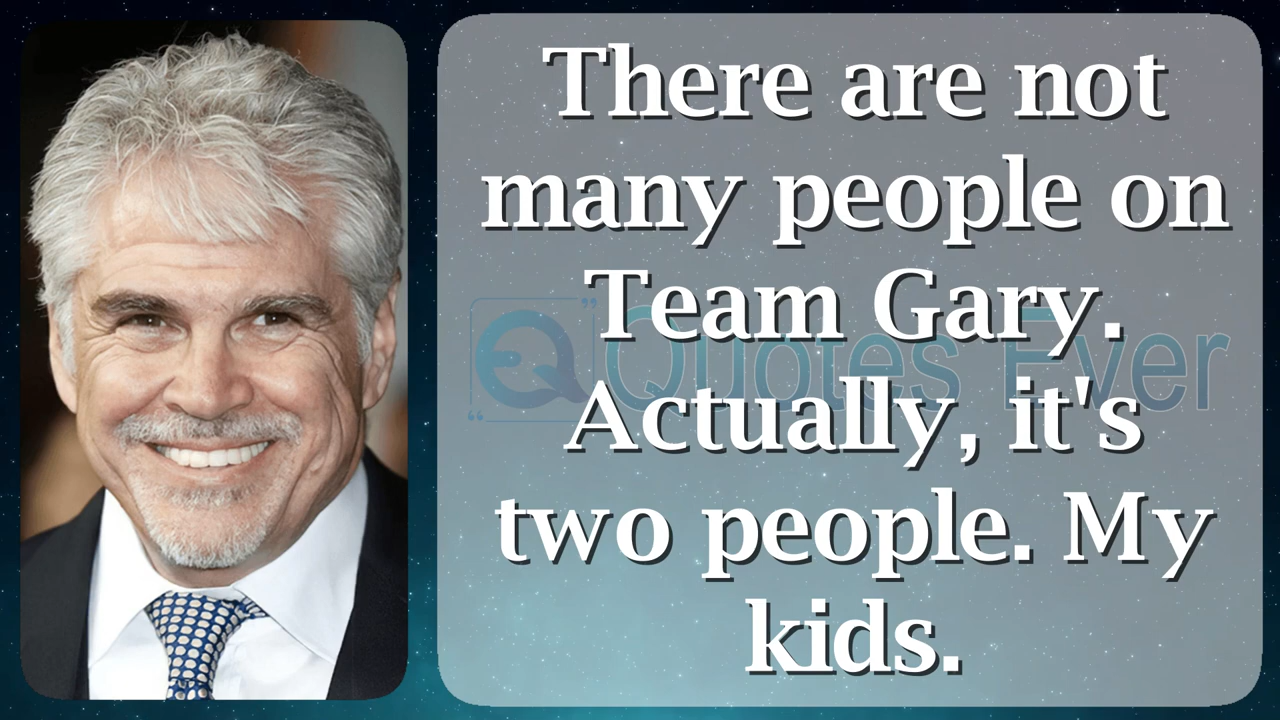 There are not
many people on
Team Gary.
Quotes Ever
Actually, it's
two people. My
kids.